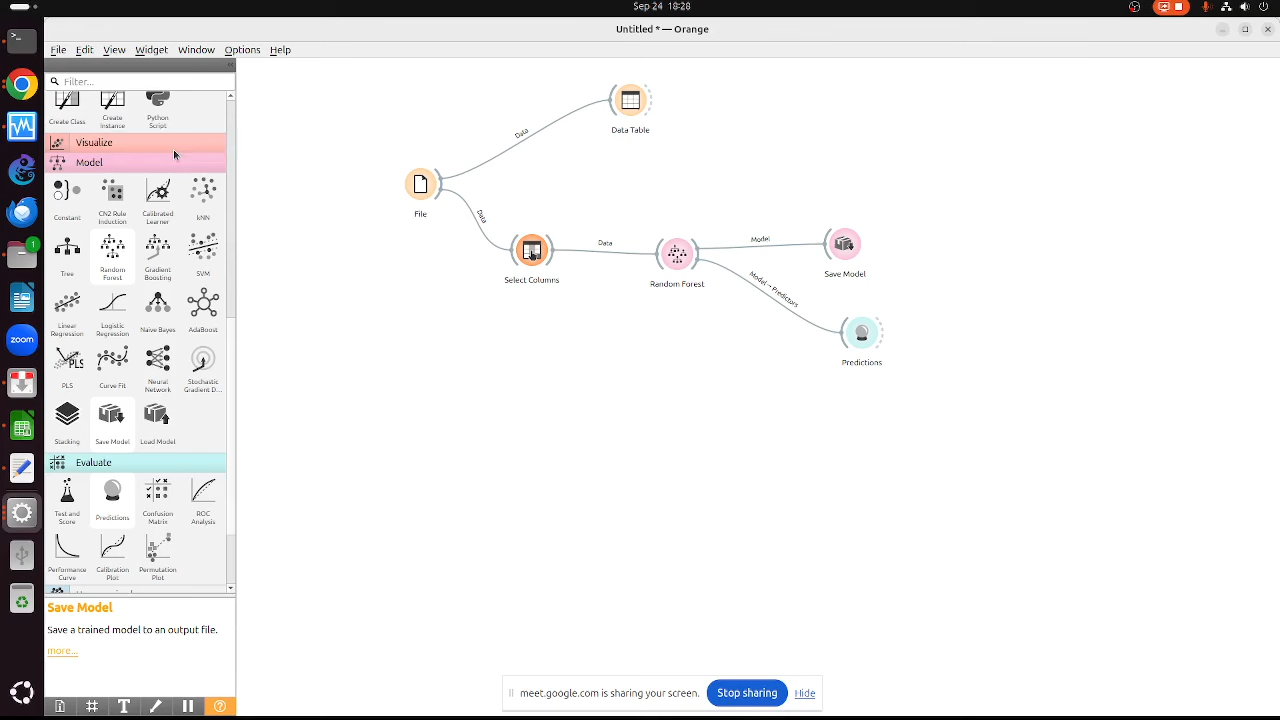 Sep 24 18:28
Untitled * — Orange
File Edit View Widget Window Options Help
Filter...
Create Class
Create Instance
Python Script
Visualize
Model
Constant
CN2 Rule Induction
Calibrated Learner
kNN
Tree
Random Forest
Gradient Boosting
SVM
Linear Regression
Logistic Regression
Naive Bayes
AdaBoost
PLS
PLS
Curve Fit
Neural Network
Stochastic Gradient D...
Stacking
Save Model
Load Model
Evaluate
Test and Score
Predictions
Confusion Matrix
ROC Analysis
Performance Curve
Calibration Plot
Permutation Plot
Save Model
Save a trained model to an output file.
more...
Data Table
Data
File
Data
Select Columns
Data
Random Forest
Model
Save Model
Model → Predictors
Predictions
meet.google.com is sharing your screen.
Stop sharing
Hide
zoom
1